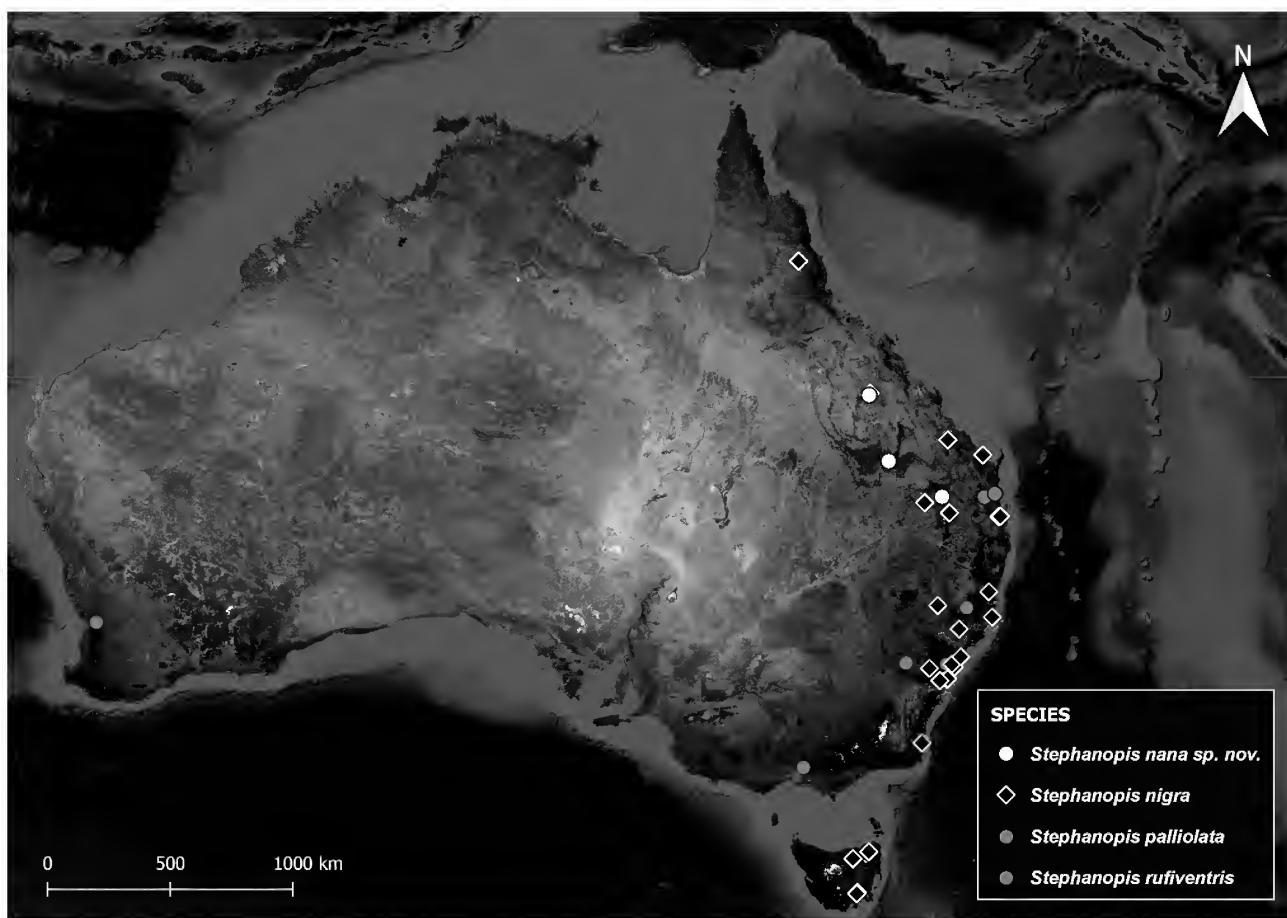 N
SPECIES
Stephanopis nana sp. nov.
Stephanopis nigra
Stephanopis palliolata
Stephanopis rufiventris
0 500 1000 km